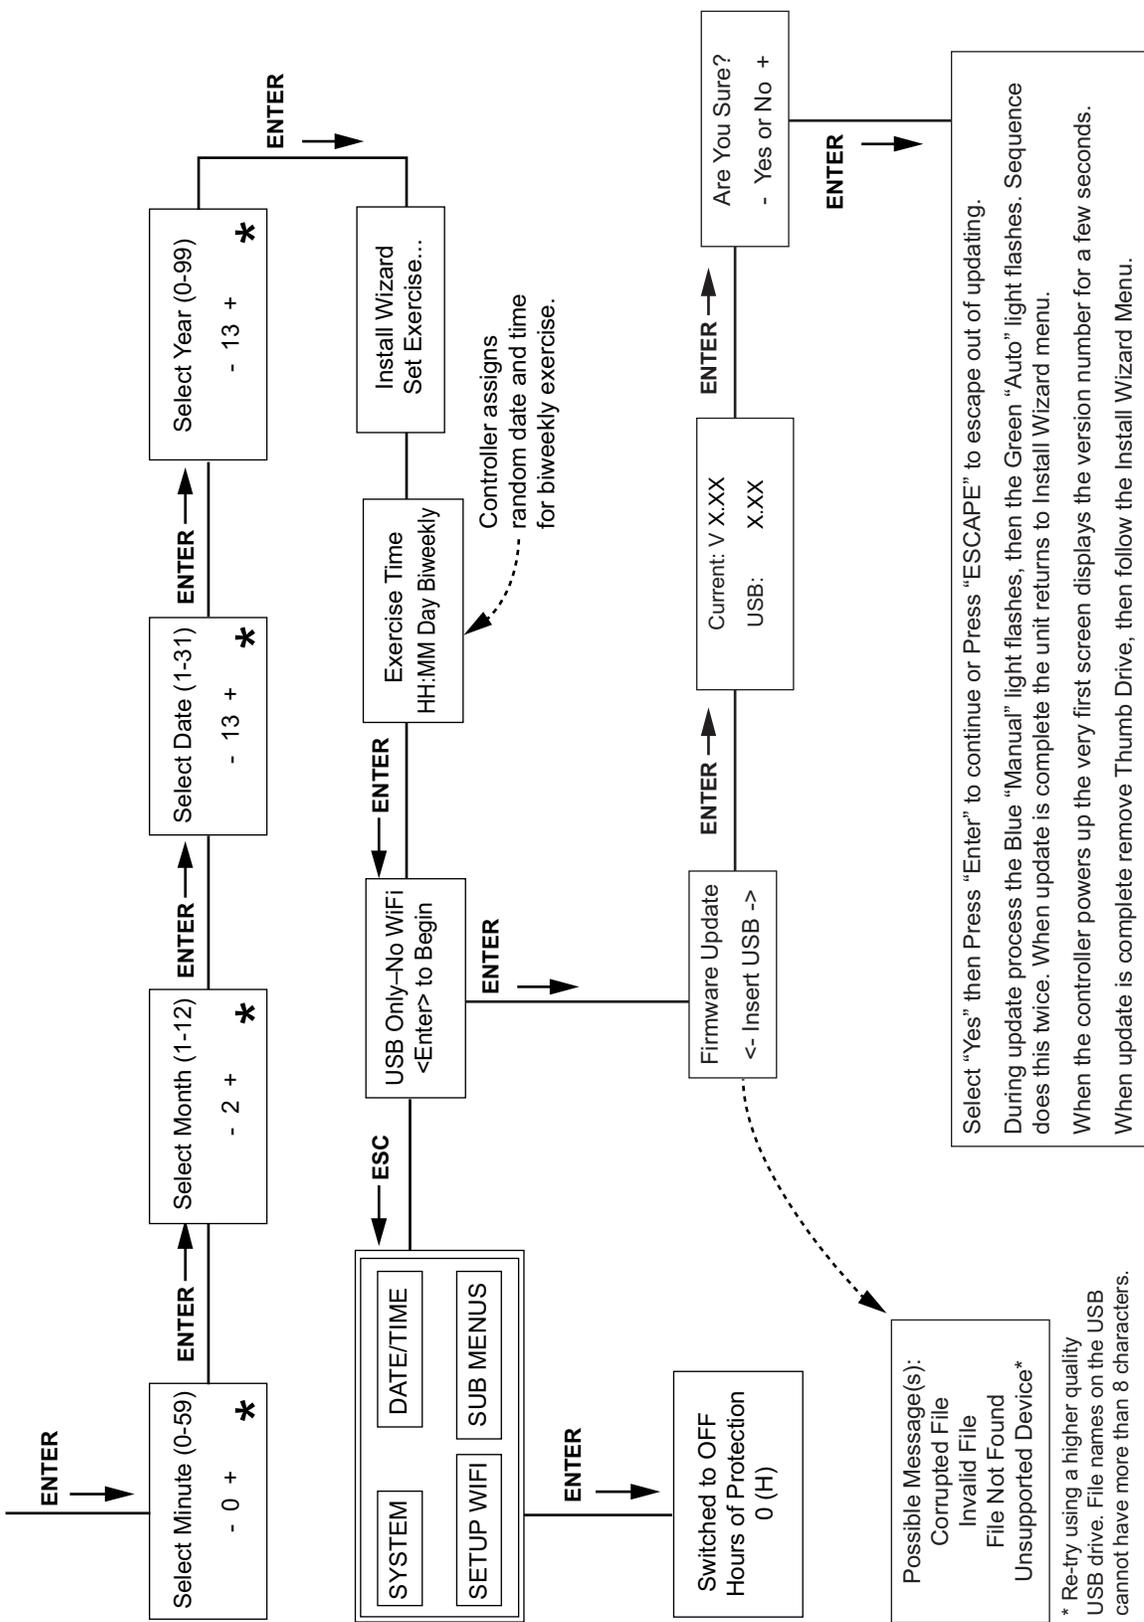 ENTER
Select Minute (0-59)
- 0 +
*
ENTER
Select Month (1-12)
- 2 +
*
ENTER
Select Date (1-31)
- 13 +
*
ENTER
Select Year (0-99)
- 13 +
*
ENTER
Install Wizard
Set Exercise...
Exercise Time
HH:MM Day Biweekly
Controller assigns
random date and time
for biweekly exercise.
ENTER
USB Only–No WiFi
<Enter> to Begin
ESC
SYSTEM
DATE/TIME
SETUP WIFI
SUB MENUS
ENTER
Switched to OFF
Hours of Protection
0 (H)
ENTER
Firmware Update
<- Insert USB ->
ENTER
Current: V X.XX
USB: X.XX
ENTER
Are You Sure?
- Yes or No +
ENTER
Possible Message(s):
Corrupted File
Invalid File
File Not Found
Unsupported Device*
* Re-try using a higher quality
USB drive. File names on the USB
cannot have more than 8 characters.
Select “Yes” then Press “Enter” to continue or Press “ESCAPE” to escape out of updating.
During update process the Blue “Manual” light flashes, then the Green “Auto” light flashes. Sequence
does this twice. When update is complete the unit returns to Install Wizard menu.
When the controller powers up the very first screen displays the version number for a few seconds.
When update is complete remove Thumb Drive, then follow the Install Wizard Menu.